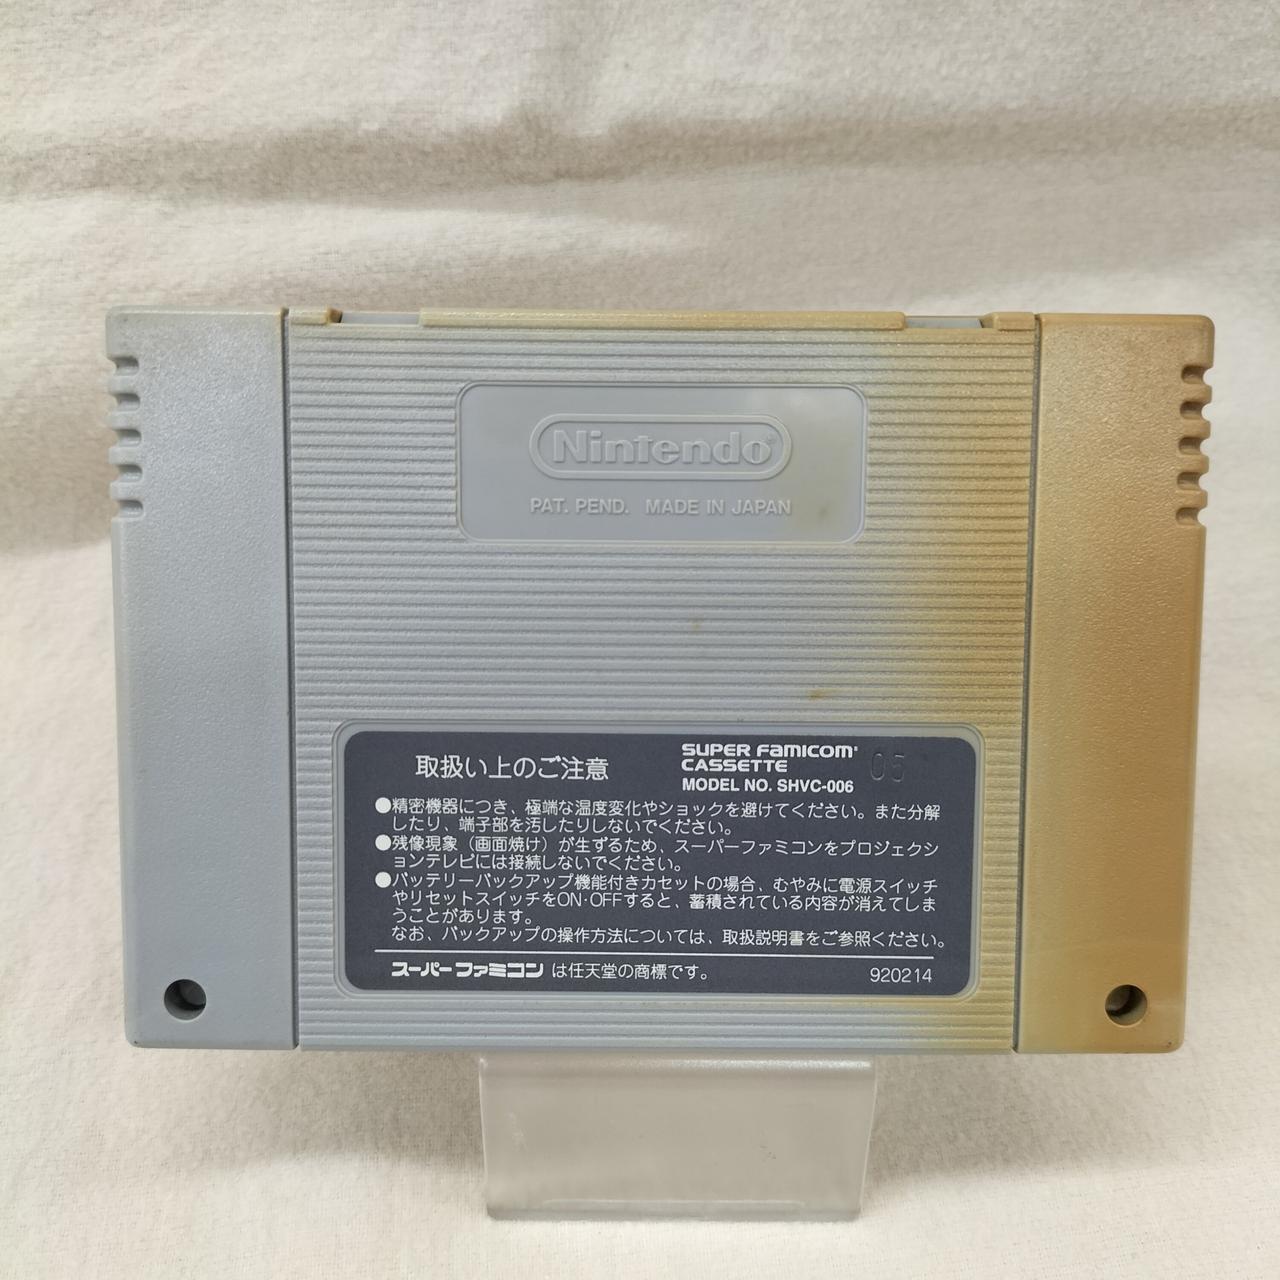 Nintendo®
PAT. PEND. MADE IN JAPAN
取扱い上のご注意
SUPER FAMICOM®
CASSETTE
MODEL NO. SHVC-006
05
●精密機器につき、極端な温度変化やショックを避けてください。また分解
したり、端子部を汚したりしないでください。
●残像現象（画面焼け）が生ずるため、スーパーファミコンをプロジェクシ
ョンテレビには接続しないでください。
●バッテリーバックアップ機能付きカセットの場合、むやみに電源スイッチ
やリセットスイッチをON·OFFすると、蓄積されている内容が消えてしま
うことがあります。
なお、バックアップの操作方法については、取扱説明書をご参照ください。
スーパーファミコン は任天堂の商標です。
920214